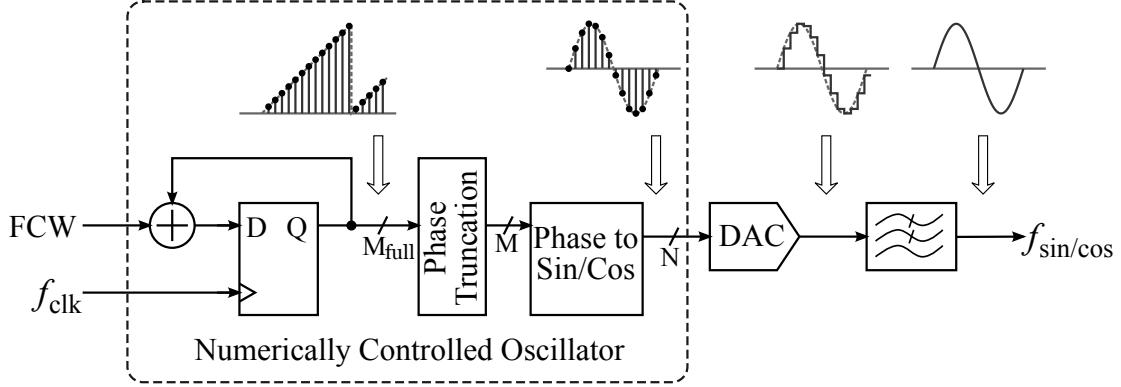 FCW
f_clk
D Q
M_full
Phase
Truncation
M
Phase to
Sin/Cos
N
DAC
f_sin/cos
Numerically Controlled Oscillator